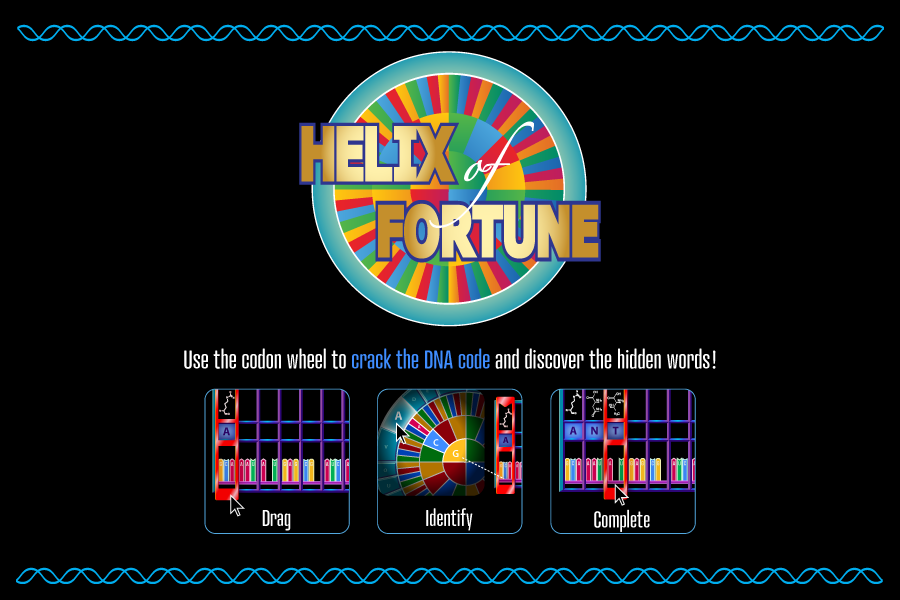 HELIX of
FORTUNE
Use the codon wheel to crack the DNA code and discover the hidden words!
A
A
C
G
A
A N T
Drag
Identify
Complete